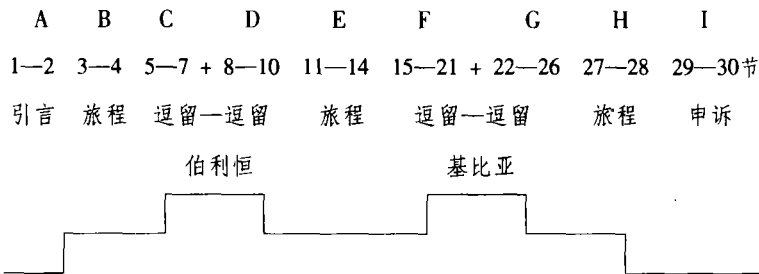 A B C D E F G H I
1—2 3—4 5—7 + 8—10 11—14 15—21 + 22—26 27—28 29—30节
引言 旅程 逗留—逗留 旅程 逗留—逗留 旅程 申诉
伯利恒 基比亚